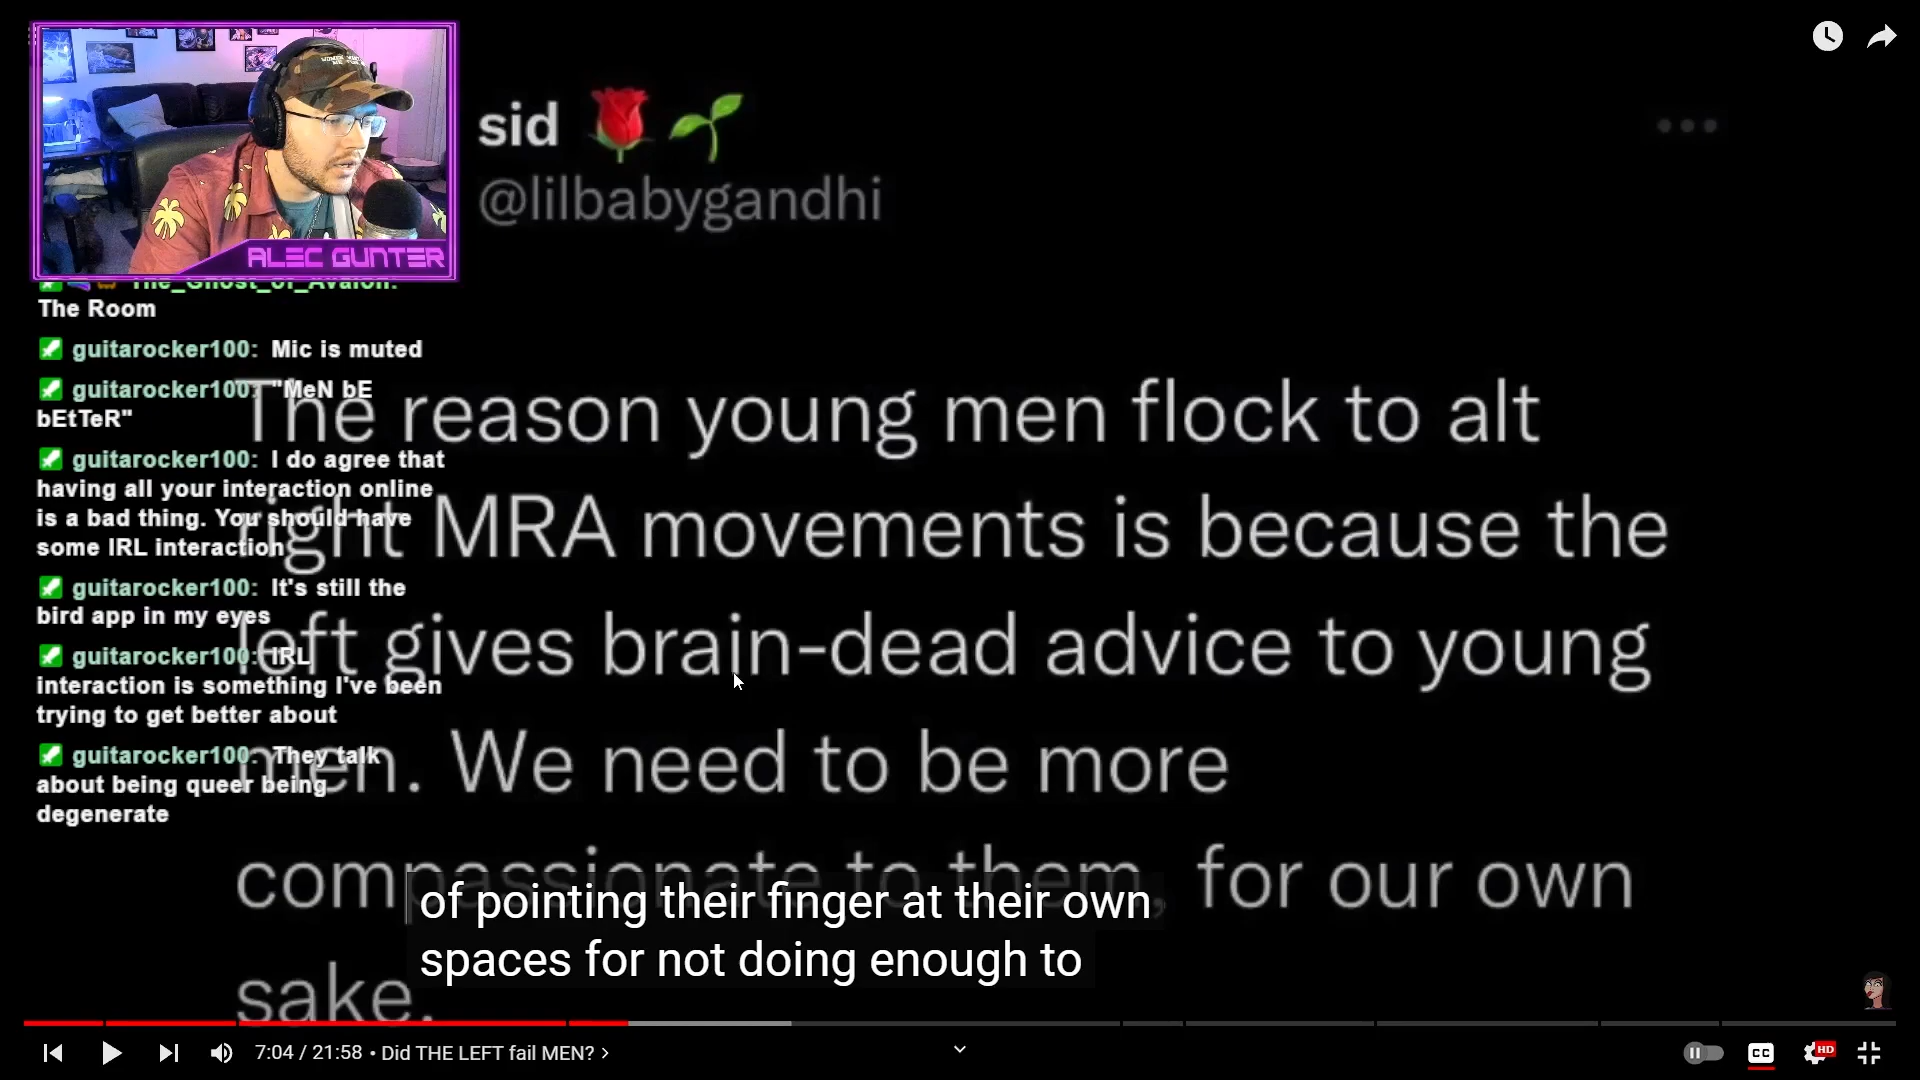 ALEC GUNTER
sid
@lilbabygandhi
The_Ghost_of_Avalon:
The Room
guitarocker100: Mic is muted
guitarocker100: "MeN bE
bEtTeR"
guitarocker100: I do agree that
having all your interaction online
is a bad thing. You should have
some IRL interaction
guitarocker100: It's still the
bird app in my eyes
guitarocker100: IRL
interaction is something I've been
trying to get better about
guitarocker100: They talk
about being queer being
degenerate
The reason young men flock to alt
right MRA movements is because the
left gives brain-dead advice to young
men. We need to be more
compassionate to them, for our own
sake.
of pointing their finger at their own
spaces for not doing enough to
7:04 / 21:58 • Did THE LEFT fail MEN? >
CC
HD